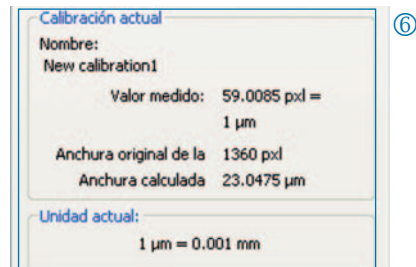 Calibración actual
⑥
Nombre:
New calibration1
Valor medido: 59.0085 pxl =
1 µm
Anchura original de la 1360 pxl
Anchura calculada 23.0475 µm
Unidad actual:
1 µm = 0.001 mm